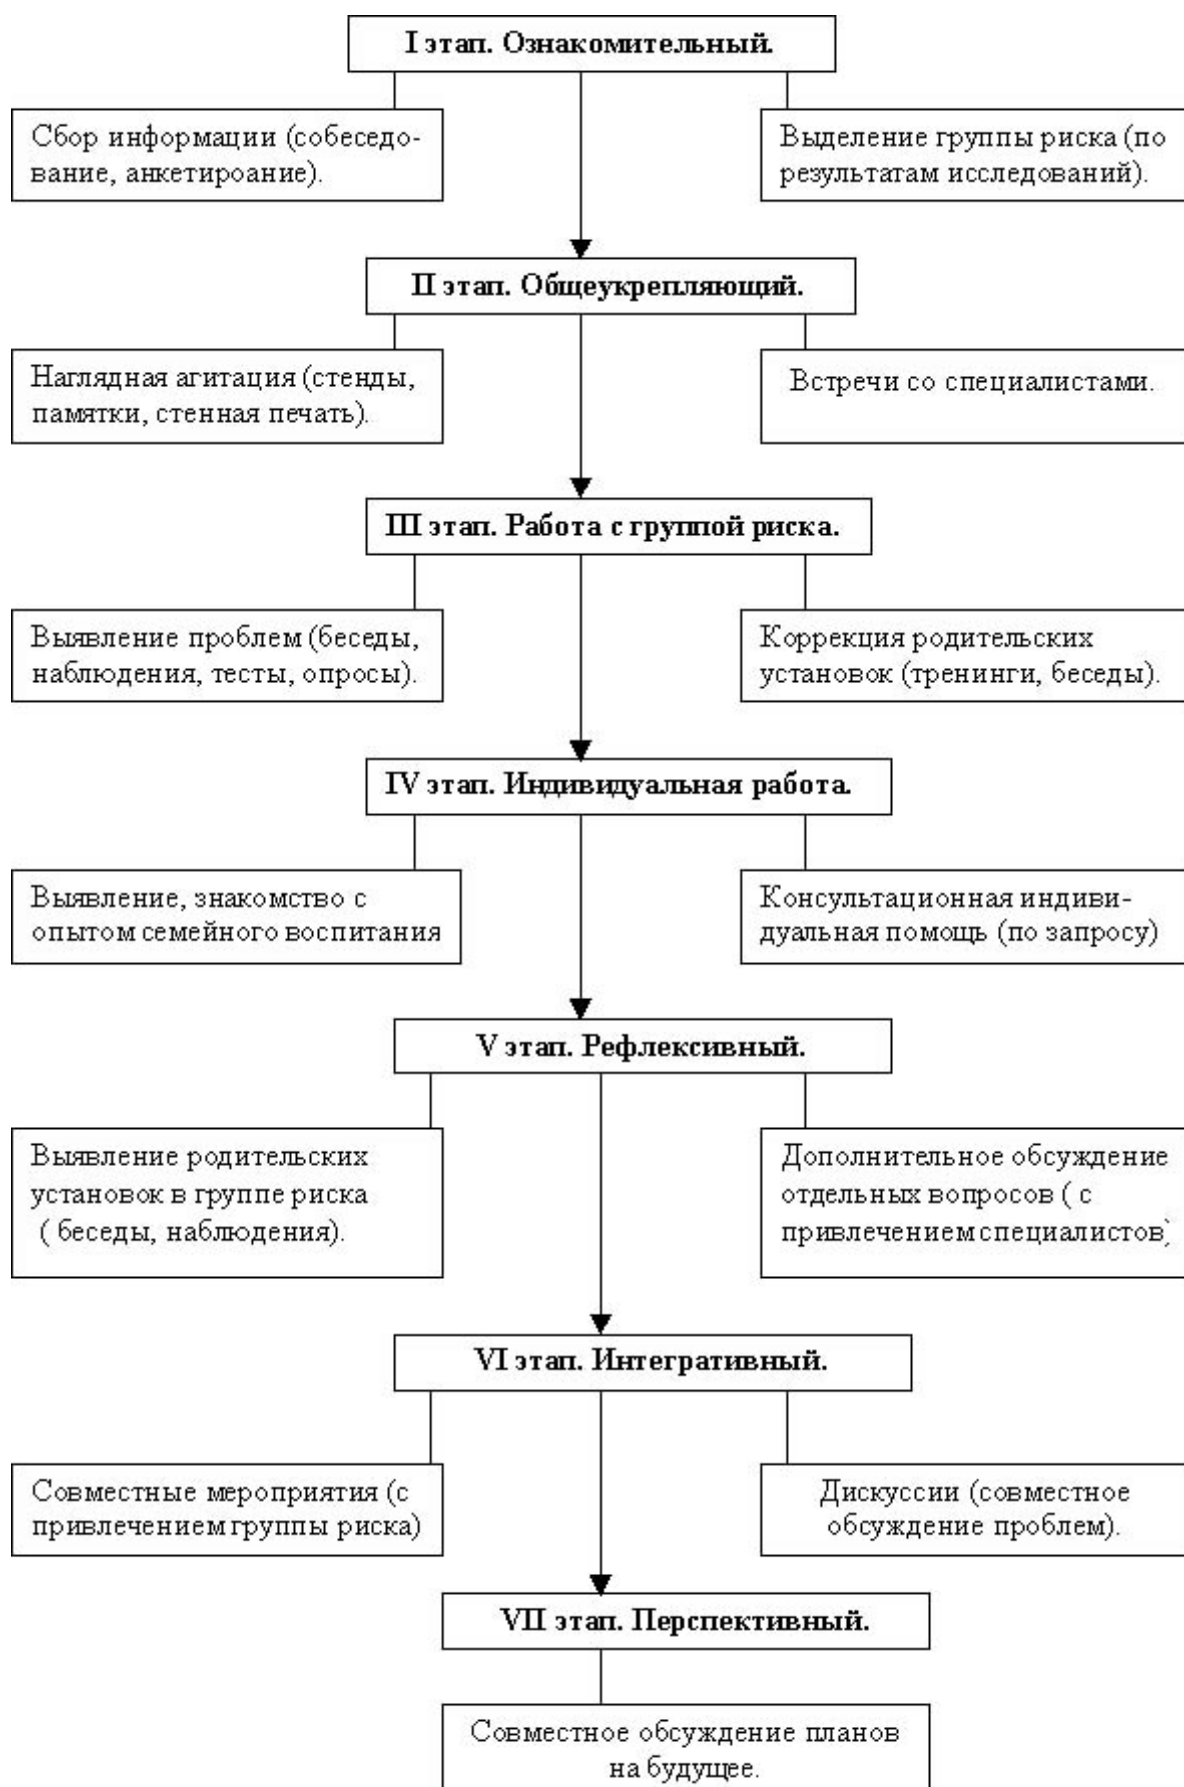 I этап. Ознакомительный.
Сбор информации (собеседо-
вание, анкетироание).
Выделение группы риска (по
результатам исследований).
II этап. Общеукрепляющий.
Наглядная агитация (стенды,
памятки, стенная печать).
Встречи со специалистами.
III этап. Работа с группой риска.
Выявление проблем (беседы,
наблюдения, тесты, опросы).
Коррекция родительских
установок (тренинги, беседы).
IV этап. Индивидуальная работа.
Выявление, знакомство с
опытом семейного воспитания
Консультационная индиви-
дуальная помощь (по запросу)
V этап. Рефлексивный.
Выявление родительских
установок в группе риска
( беседы, наблюдения).
Дополнительное обсуждение
отдельных вопросов ( с
привлечением специалистов)
VI этап. Интегративный.
Совместные мероприятия (с
привлечением группы риска)
Дискуссии (совместное
обсуждение проблем).
VII этап. Перспективный.
Совместное обсуждение планов
на будущее.